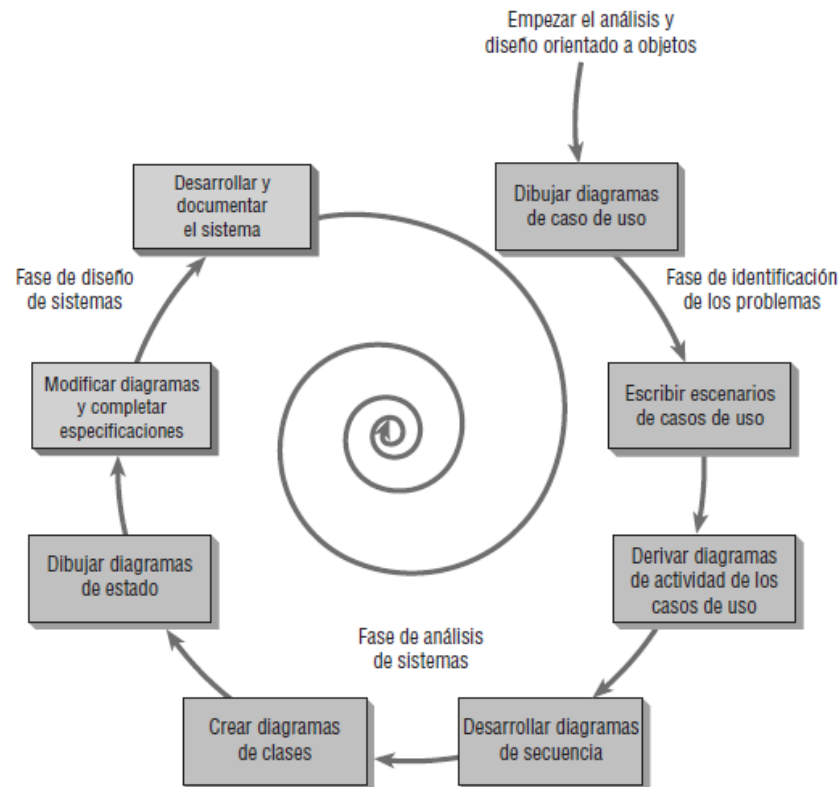 Empezar el análisis y
diseño orientado a objetos
Dibujar diagramas
de caso de uso
Fase de identificación
de los problemas
Escribir escenarios
de casos de uso
Derivar diagramas
de actividad de los
casos de uso
Desarrollar diagramas
de secuencia
Fase de análisis
de sistemas
Crear diagramas
de clases
Dibujar diagramas
de estado
Modificar diagramas
y completar
especificaciones
Fase de diseño
de sistemas
Desarrollar y
documentar
el sistema